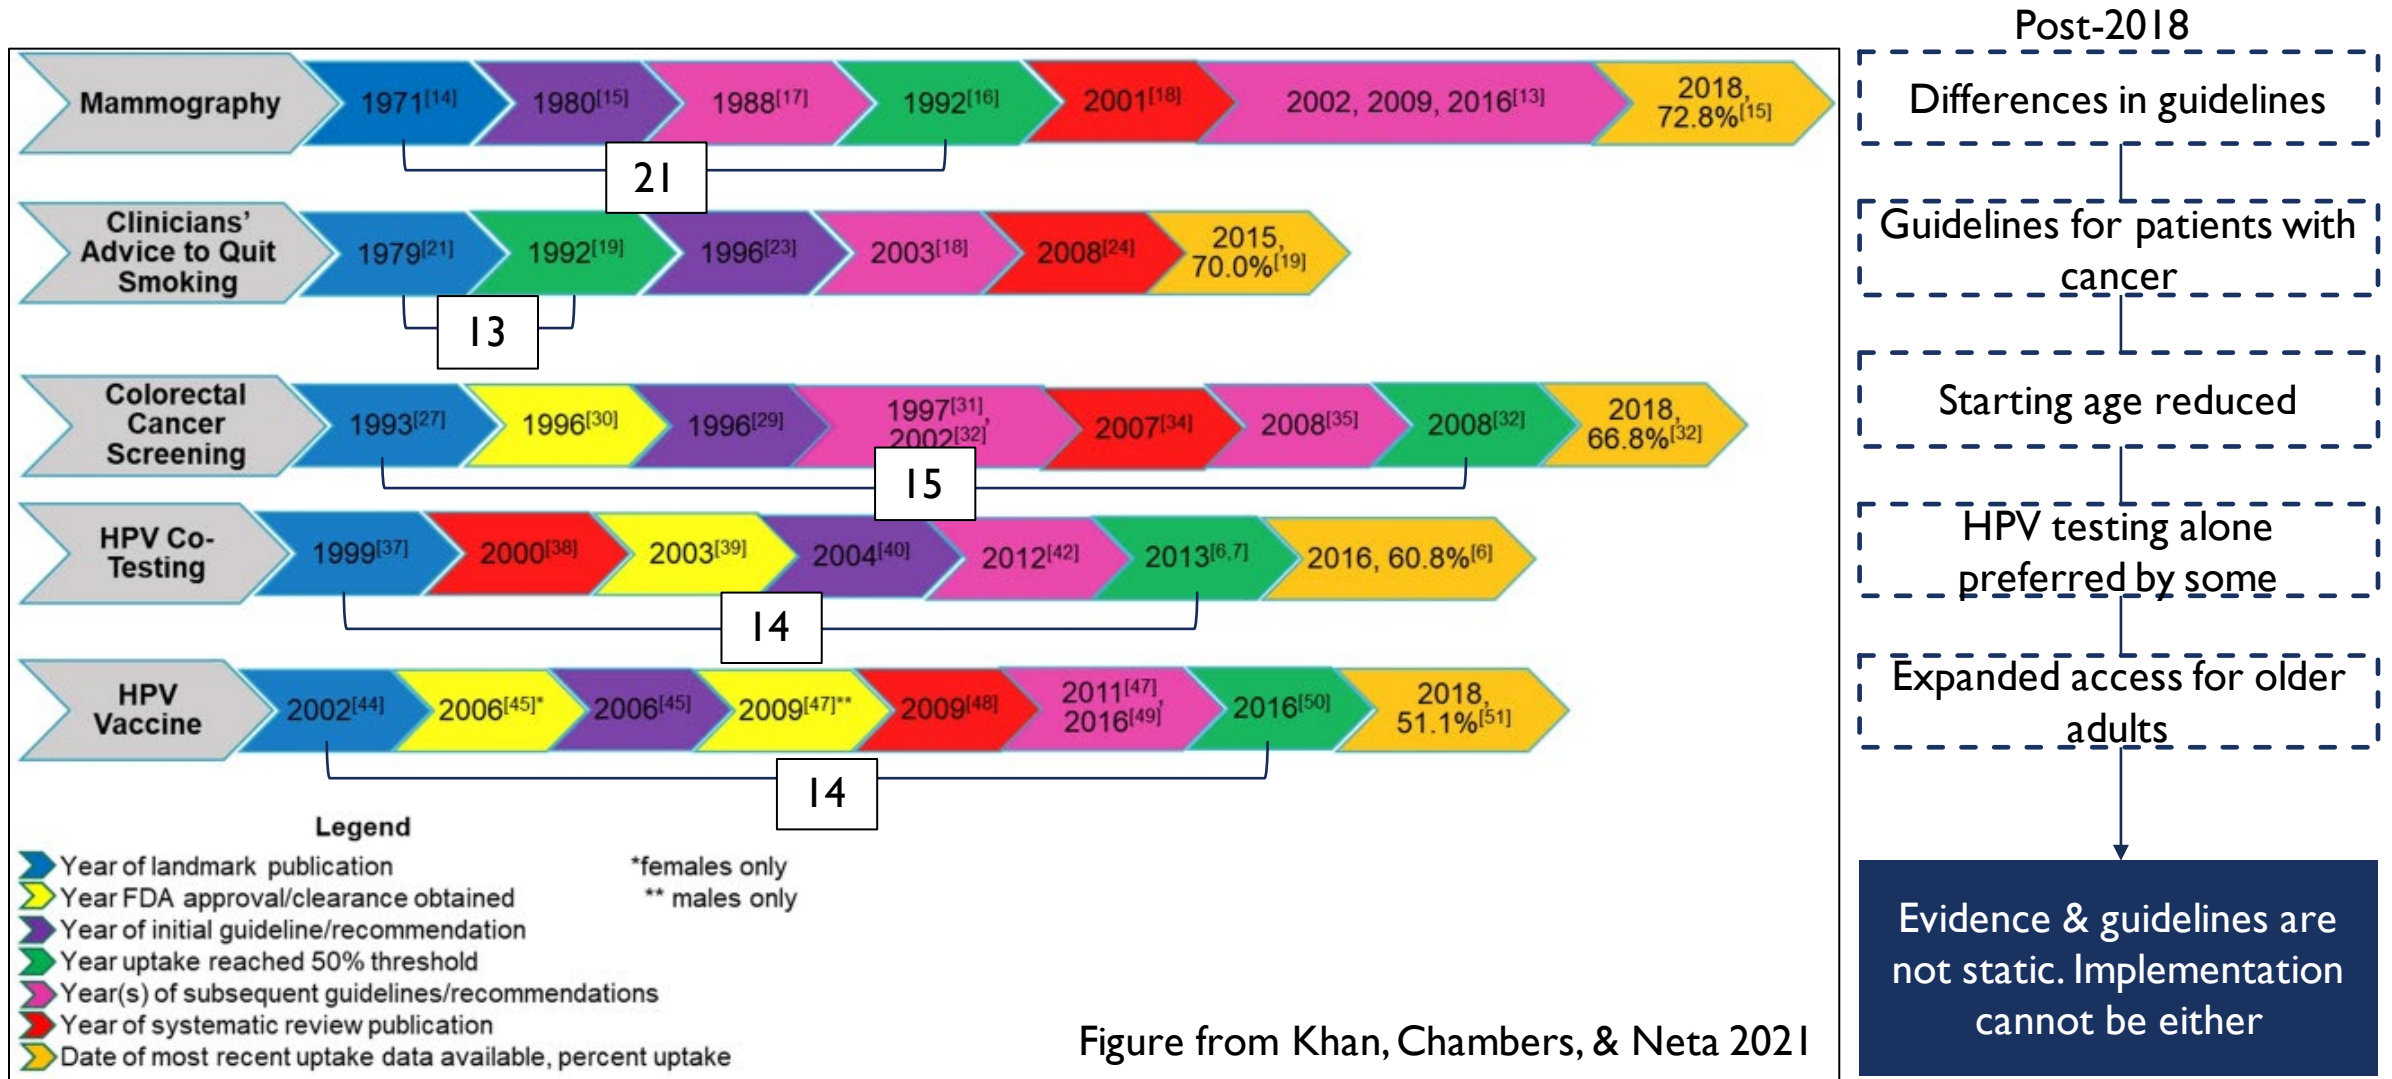 Post-2018
Mammography
1971[14]
1980[15]
1988[17]
1992[16]
2001[18]
2002, 2009, 2016[13]
2018,
72.8%[15]
21
Clinicians'
Advice to Quit
Smoking
1979[21]
1992[19]
1996[23]
2003[18]
2008[24]
2015,
70.0%[19]
13
Colorectal
Cancer
Screening
1993[27]
1996[30]
1996[29]
1997[31],
2002[32]
2007[34]
2008[35]
2008[32]
2018,
66.8%[32]
15
HPV Co-
Testing
1999[37]
2000[38]
2003[39]
2004[40]
2012[42]
2013[6,7]
2016, 60.8%[6]
14
HPV
Vaccine
2002[44]
2006[45]*
2006[45]
2009[47]**
2009[48]
2011[47],
2016[49]
2016[50]
2018,
51.1%[51]
14
Legend
Year of landmark publication
Year FDA approval/clearance obtained
Year of initial guideline/recommendation
Year uptake reached 50% threshold
Year(s) of subsequent guidelines/recommendations
Year of systematic review publication
Date of most recent uptake data available, percent uptake
*females only
** males only
Figure from Khan, Chambers, & Neta 2021
Differences in guidelines
Guidelines for patients with
cancer
Starting age reduced
HPV testing alone
preferred by some
Expanded access for older
adults
Evidence & guidelines are
not static. Implementation
cannot be either